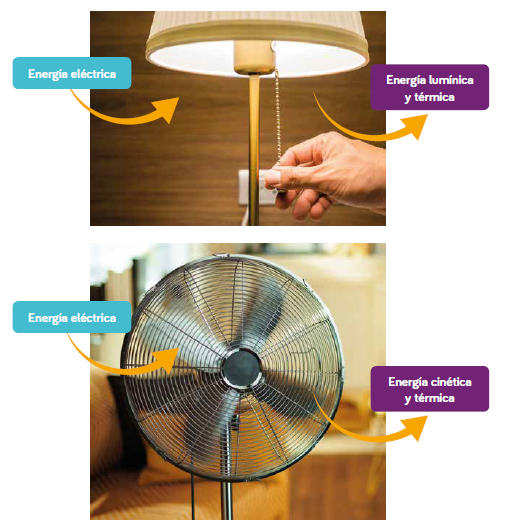 Energía eléctrica
Energía lumínica
y térmica
Energía eléctrica
Energía cinética
y térmica